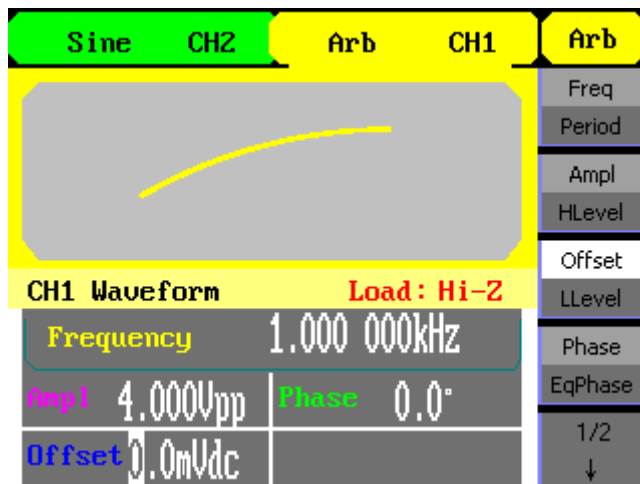 Sine CH2 Arb CH1 Arb
Freq
Period
Ampl
HLevel
Offset
LLevel
Phase
EqPhase
1/2
↓
CH1 Waveform Load: Hi-Z
Frequency 1.000 000kHz
Ampl 4.000Vpp Phase 0.0°
Offset 0.0mVdc